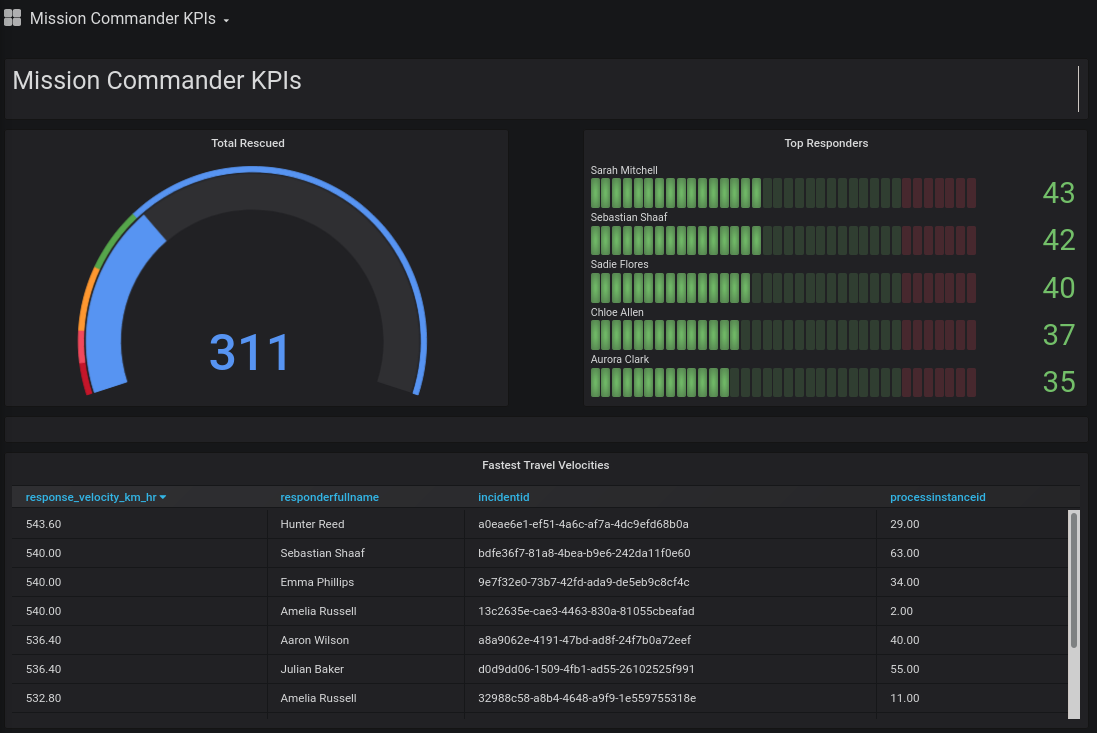 Mission Commander KPIs
Mission Commander KPIs
Total Rescued
311
Top Responders
Sarah Mitchell
43
Sebastian Shaaf
42
Sadie Flores
40
Chloe Allen
37
Aurora Clark
35
Fastest Travel Velocities
response_velocity_km_hr responderfullname incidentid processinstanceid
543.60 Hunter Reed a0eae6e1-ef51-4a6c-af7a-4dc9efd68b0a 29.00
540.00 Sebastian Shaaf bdfe36f7-81a8-4bea-b9e6-242da11f0e60 63.00
540.00 Emma Phillips 9e7f32e0-73b7-42fd-ada9-de5eb9c8cf4c 34.00
540.00 Amelia Russell 13c2635e-cae3-4463-830a-81055cbeafad 2.00
536.40 Aaron Wilson a8a9062e-4191-47bd-ad8f-24f7b0a72eef 40.00
536.40 Julian Baker d0d9dd06-1509-4fb1-ad55-26102525f991 55.00
532.80 Amelia Russell 32988c58-a8b4-4648-a9f9-1e559755318e 11.00